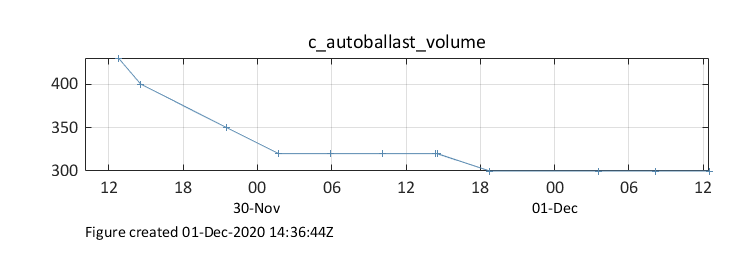 c_autoballast_volume
400
350
300
12 18 00 06 12 18 00 06 12
30-Nov 01-Dec
Figure created 01-Dec-2020 14:36:44Z